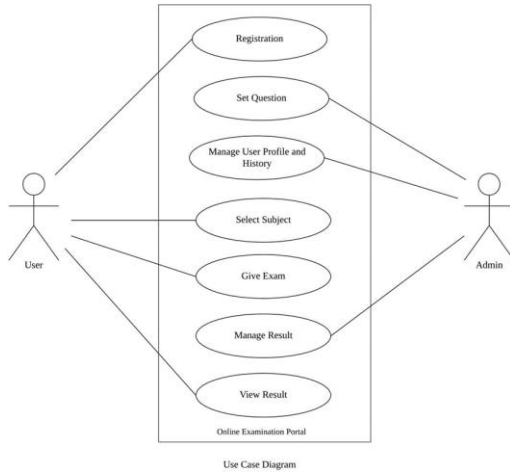 Registration
Set Question
Manage User Profile and
History
Select Subject
User
Admin
Give Exam
Manage Result
View Result
Online Examination Portal
Use Case Diagram